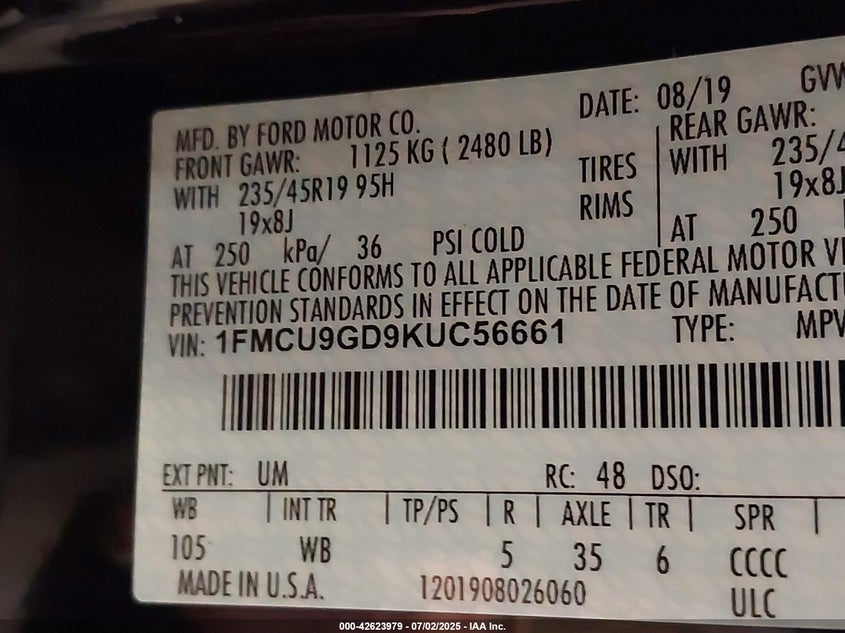 MFD. BY FORD MOTOR CO.
DATE: 08/19
FRONT GAWR: 1125 KG ( 2480 LB)
REAR GAWR:
WITH 235/45R19 95H
TIRES
WITH
19x8J
RIMS
19x8J
AT 250 kPa/ 36 PSI COLD
AT 250
THIS VEHICLE CONFORMS TO ALL APPLICABLE FEDERAL MOTOR
PREVENTION STANDARDS IN EFFECT ON THE DATE OF
VIN: 1FMCU9GD9KUC56661 TYPE: MPV
EXT PNT: UM RC: 48 DSO:
WB | INT TR | TP/PS | R | AXLE | TR | SPR |
105 WB 5 35 6 CCCC
MADE IN U.S.A. 1201908026060 ULC
000-42623979 - 07/02/2025 - IAA Inc.